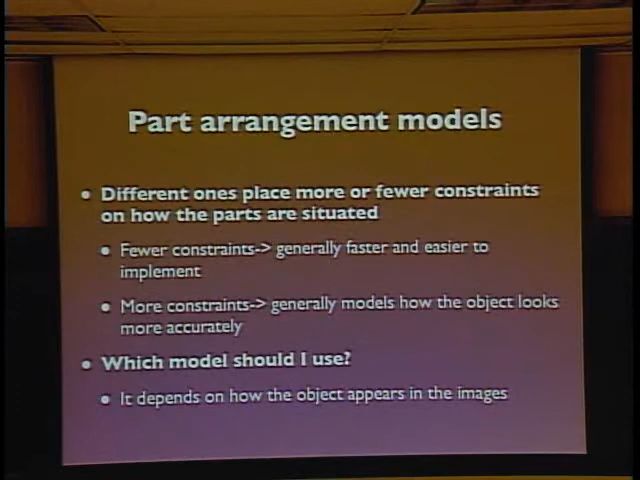 Part arrangement models
• Different ones place more or fewer constraints
on how the parts are situated
• Fewer constraints-> generally faster and easier to
implement
• More constraints-> generally models how the object looks
more accurately
• Which model should I use?
• It depends on how the object appears in the images